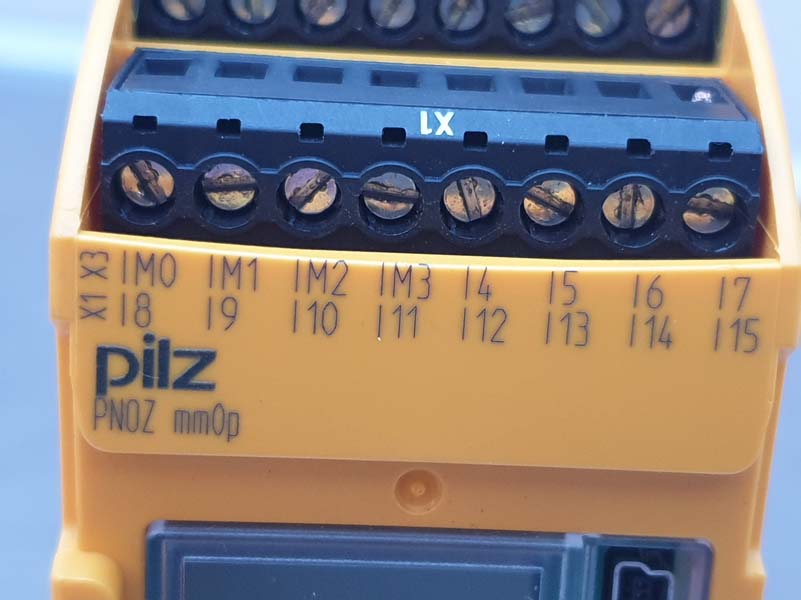 X1
X3 IM0 IM1 IM2 IM3 I4 I5 I6 I7
X1 I8 I9 I10 I11 I12 I13 I14 I15
pilz
PNOZ mm0p